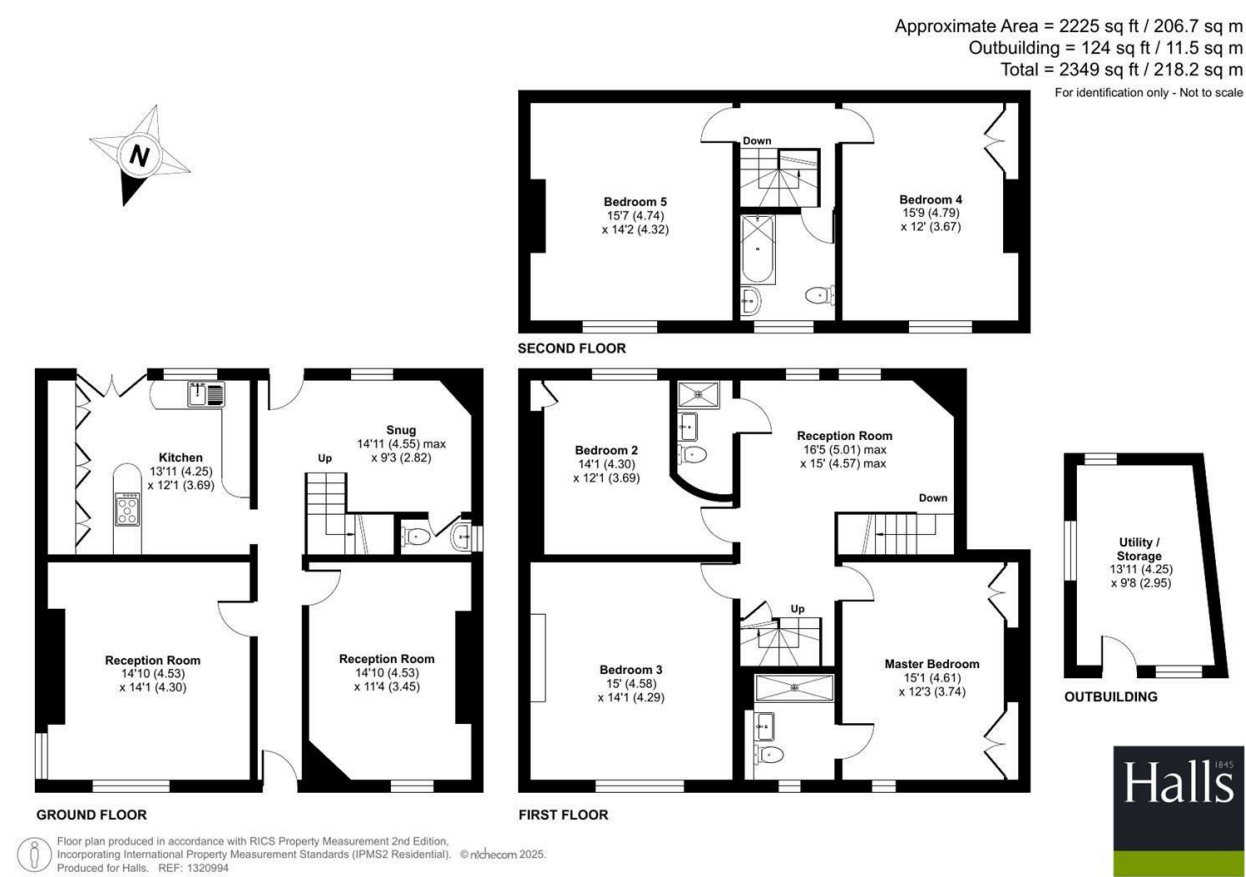 Approximate Area = 2225 sq ft / 206.7 sq m
Outbuilding = 124 sq ft / 11.5 sq m
Total = 2349 sq ft / 218.2 sq m
For identification only - Not to scale
N
Down
Bedroom 5
15'7 (4.74)
x 14'2 (4.32)
Bedroom 4
15'9 (4.79)
x 12' (3.67)
SECOND FLOOR
Kitchen
13'11 (4.25)
x 12'1 (3.69)
Snug
14'11 (4.55) max
x 9'3 (2.82)
Up
Reception Room
14'10 (4.53)
x 14'1 (4.30)
Reception Room
14'10 (4.53)
x 11'4 (3.45)
GROUND FLOOR
Bedroom 2
14'1 (4.30)
x 12'1 (3.69)
Reception Room
16'5 (5.01) max
x 15' (4.57) max
Down
Up
Bedroom 3
15' (4.58)
x 14'1 (4.29)
Master Bedroom
15'1 (4.61)
x 12'3 (3.74)
FIRST FLOOR
Utility /
Storage
13'11 (4.25)
x 9'8 (2.95)
OUTBUILDING
1845
Halls
Floor plan produced in accordance with RICS Property Measurement 2nd Edition,
Incorporating International Property Measurement Standards (IPMS2 Residential). © nichecom 2025.
Produced for Halls. REF: 1320994